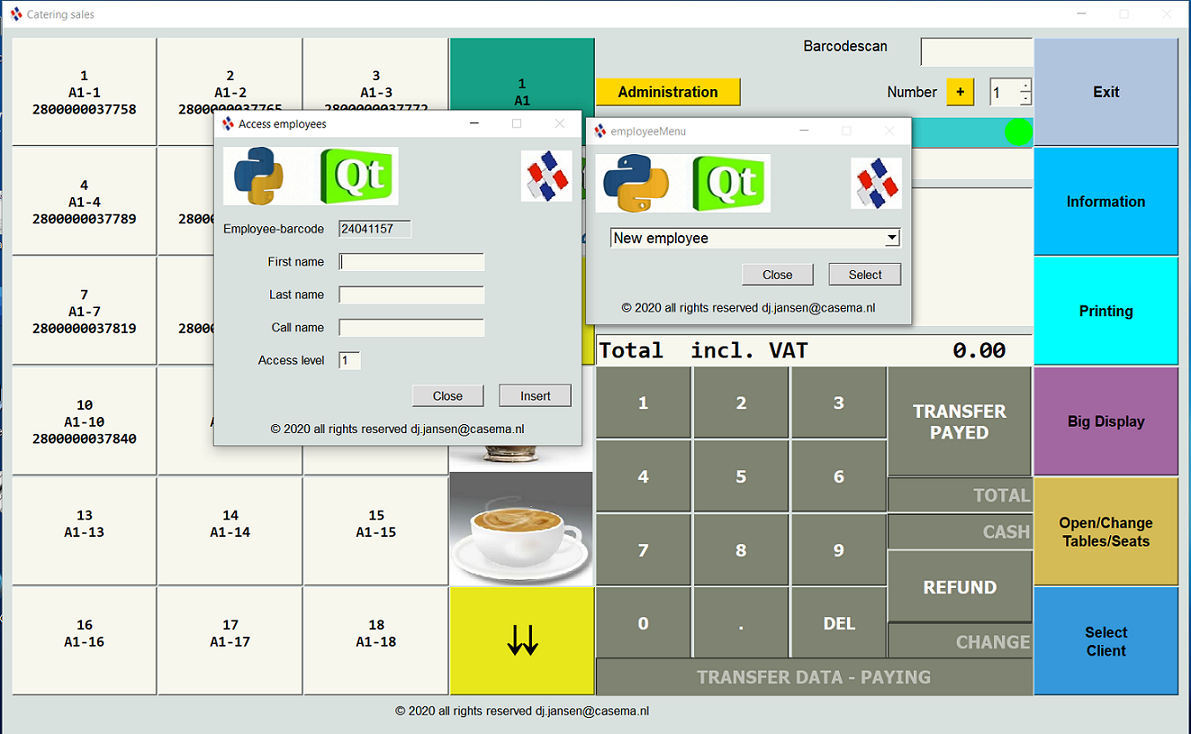 Catering sales
1
A1-1
2800000037758
2
A1-2
2800000037765
3
A1-3
2800000037772
1
A1
Barcodescan
Administration
Number
+
1
Exit
4
A1-4
2800000037789
Information
7
A1-7
2800000037819
Printing
10
A1-10
2800000037840
Big Display
13
A1-13
14
A1-14
15
A1-15
16
A1-16
17
A1-17
18
A1-18
↓↓
Access employees
Qt
Employee-barcode
24041157
First name
Last name
Call name
Access level
1
Close
Insert
© 2020 all rights reserved dj.jansen@casema.nl
employeeMenu
Qt
New employee
Close
Select
© 2020 all rights reserved dj.jansen@casema.nl
Total incl. VAT 0.00
1
2
3
TRANSFER
PAYED
4
5
6
TOTAL
CASH
7
8
9
REFUND
0
.
DEL
CHANGE
TRANSFER DATA - PAYING
Open/Change
Tables/Seats
Select
Client
© 2020 all rights reserved dj.jansen@casema.nl